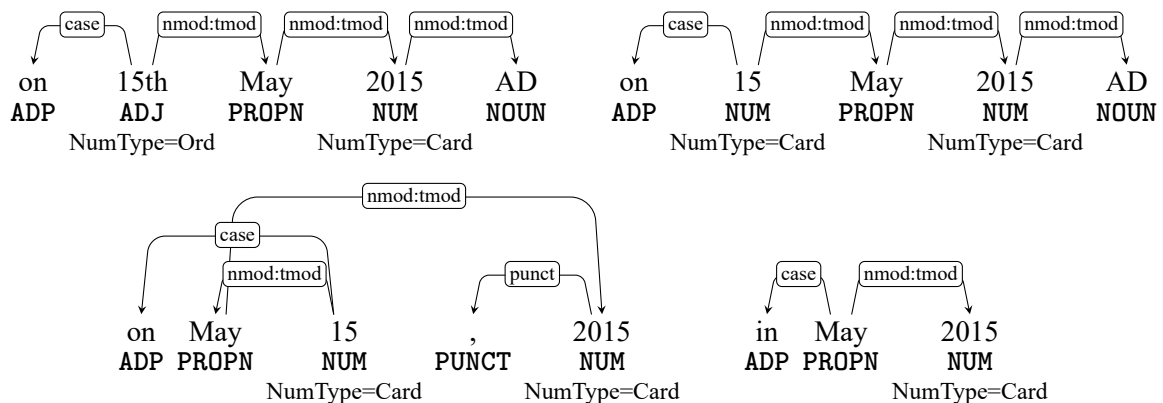 case nmod:tmod nmod:tmod nmod:tmod
on 15th May 2015 AD
ADP ADJ PROPN NUM NOUN
NumType=Ord NumType=Card
case nmod:tmod nmod:tmod nmod:tmod
on 15 May 2015 AD
ADP NUM PROPN NUM NOUN
NumType=Card NumType=Card
nmod:tmod
case
nmod:tmod punct
on May 15 , 2015
ADP PROPN NUM PUNCT NUM
NumType=Card NumType=Card
case nmod:tmod
in May 2015
ADP PROPN NUM
NumType=Card